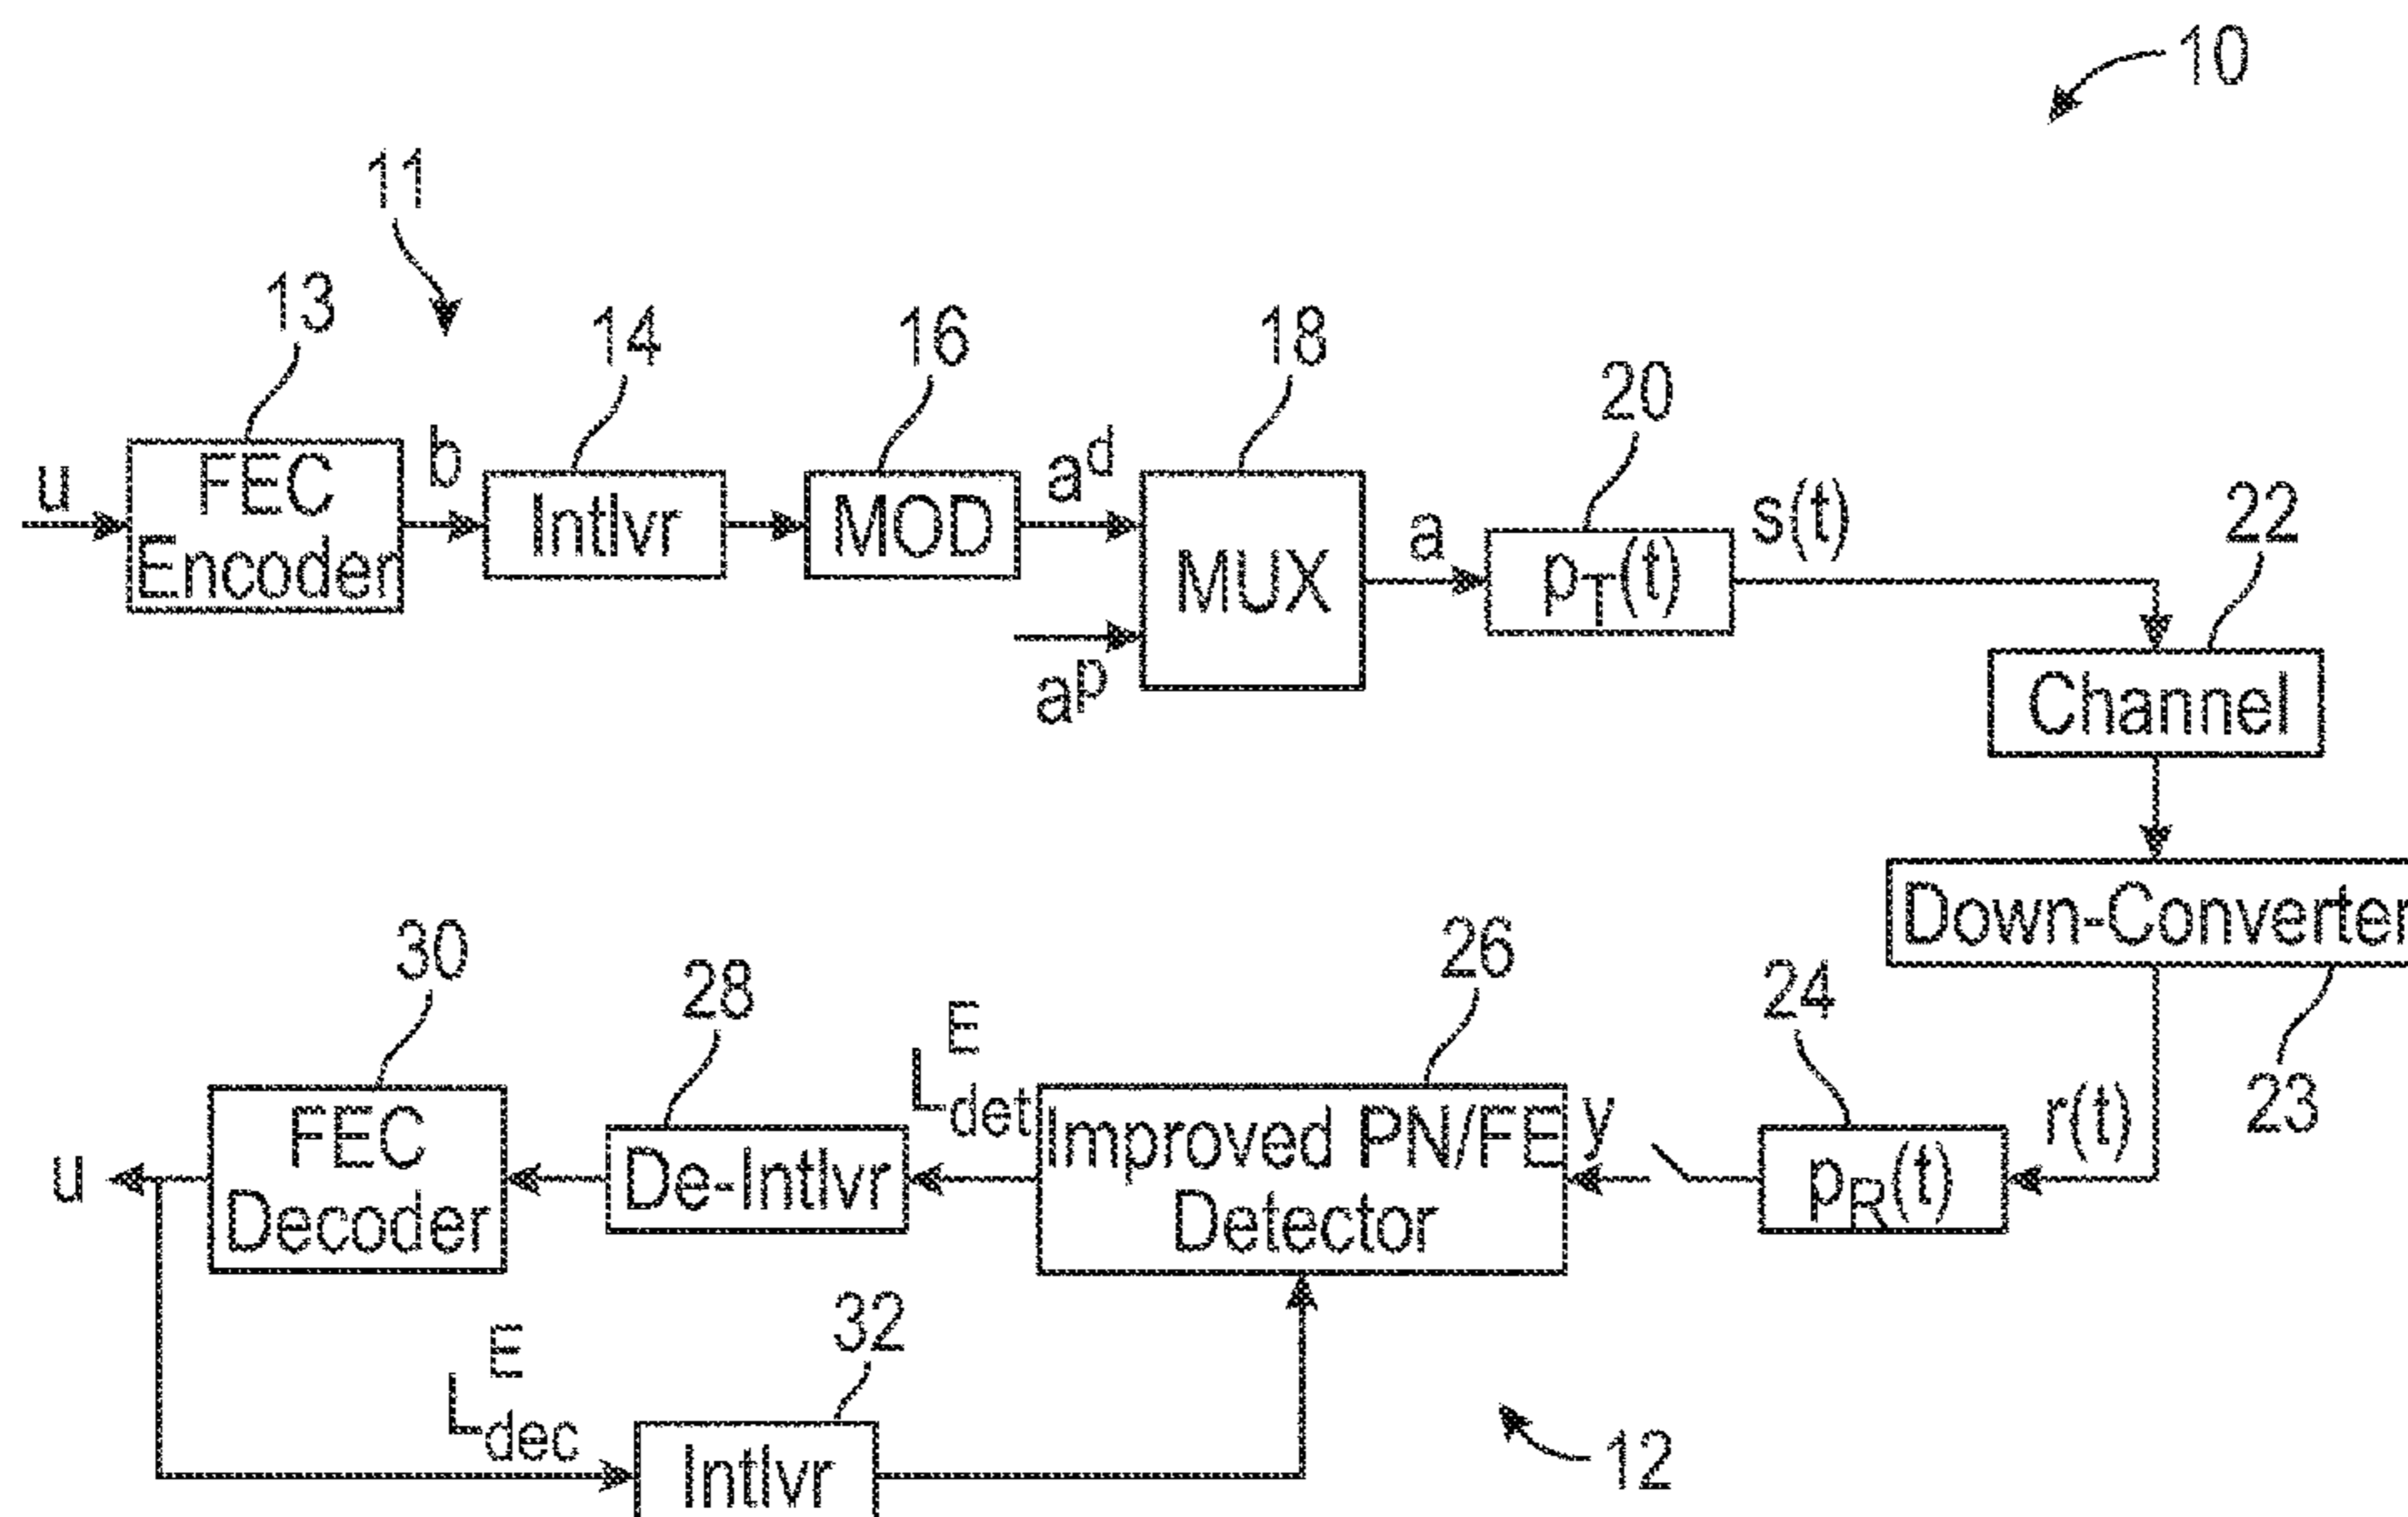 10
11
13
14
16
18
20
22
u
FEC
Encoder
b
Intlvr
MOD
a^d
a^p
MUX
a
p_T(t)
s(t)
Channel
Down-Converter
23
r(t)
24
p_R(t)
y
26
Improved PN/FE
Detector
L^E_det
28
De-Intlvr
30
FEC
Decoder
u
L^E_dec
32
Intlvr
12